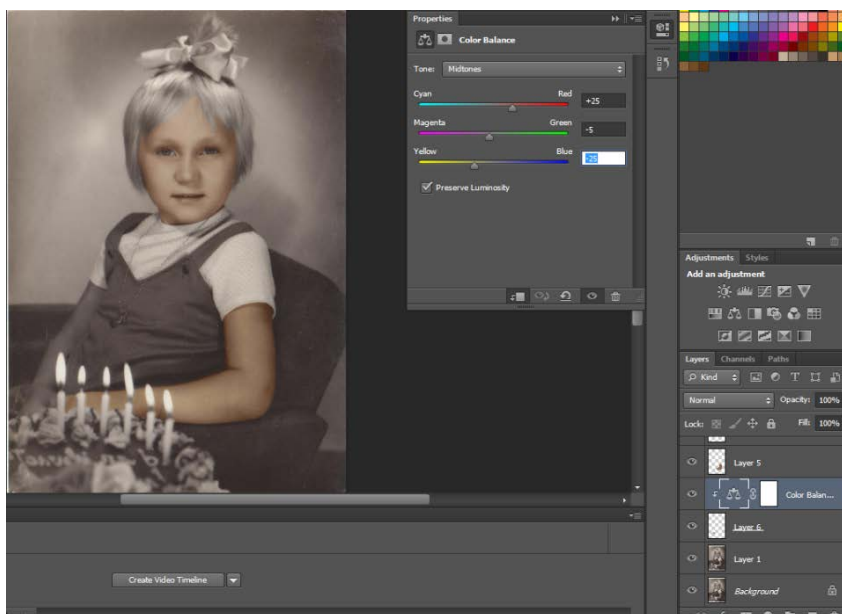 Properties
Color Balance
Tone: Midtones
Cyan Red +25
Magenta Green -5
Yellow Blue -25
Preserve Luminosity
Adjustments Styles
Add an adjustment
Layers Channels Paths
Kind
Normal Opacity: 100%
Lock: Fill: 100%
Layer 5
Color Balan...
Layer 6
Layer 1
Background
Create Video Timeline